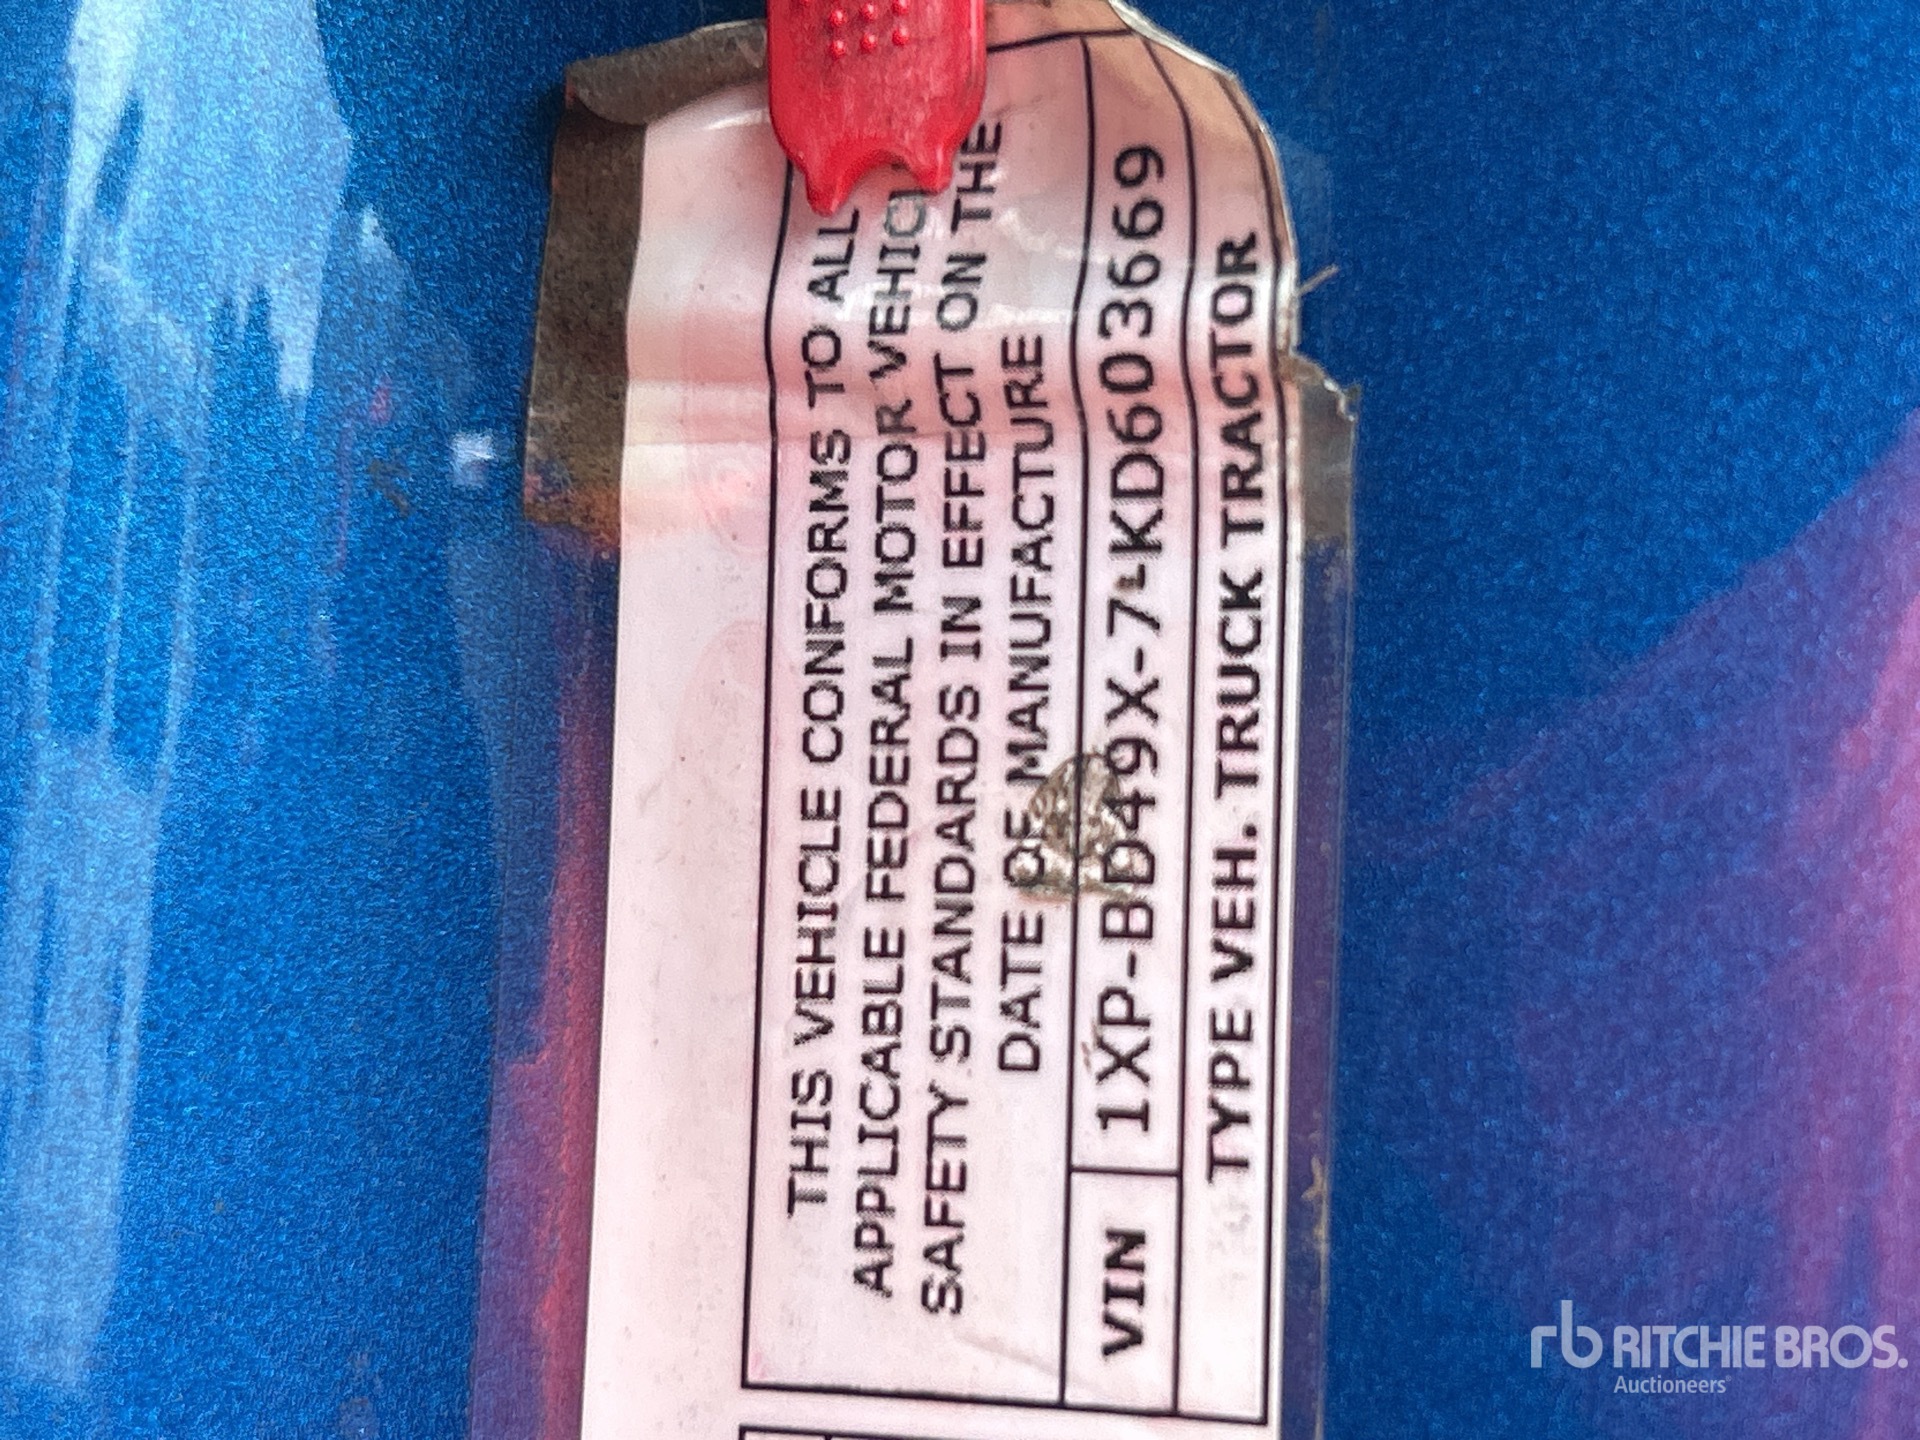 THIS VEHICLE CONFORMS TO ALL
APPLICABLE FEDERAL MOTOR VEHICL
SAFETY STANDARDS IN EFFECT ON THE
DATE OF MANUFACTURE
VIN 1XP-BD49X-7-KD603669
TYPE VEH. TRUCK TRACTOR
rb RITCHIE BROS.
Auctioneers